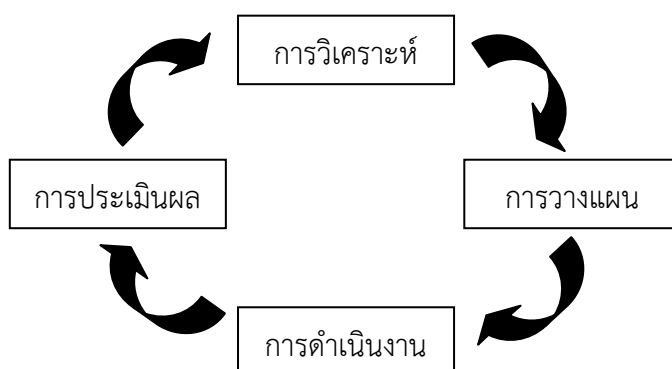 การวิเคราะห์
การประเมินผล
การวางแผน
การดำเนินงาน